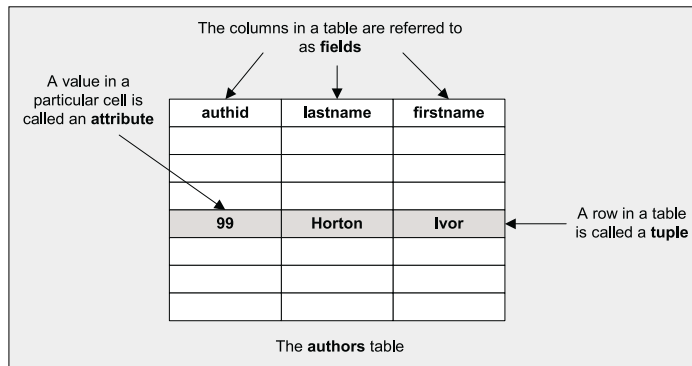 The columns in a table are referred to
as fields
A value in a
particular cell is
called an attribute
authid lastname firstname
99 Horton Ivor
A row in a table
is called a tuple
The authors table